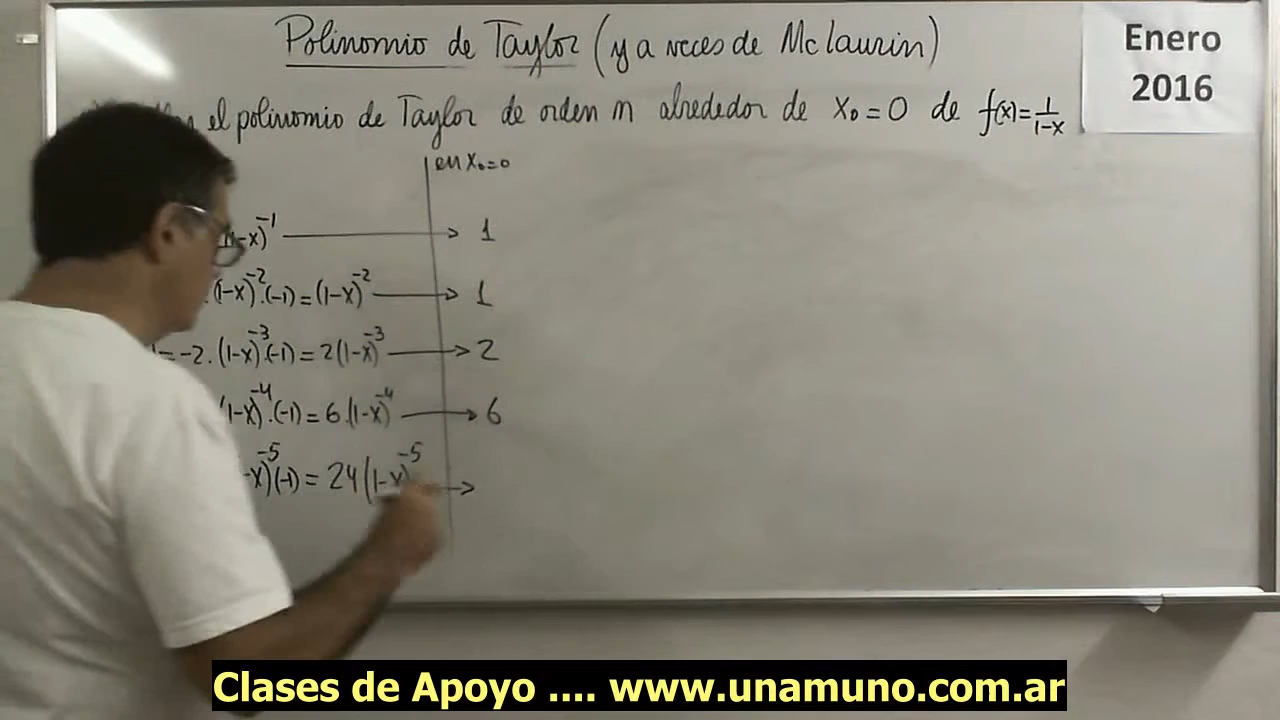 Polinomio de Taylor (y a veces de Mc laurin)
Enero
2016
el polinomio de Taylor de orden n alrededor de x₀=0 de f(x)=1/(1-x)
en x₀=0
(1-x)⁻¹ → 1
.(1-x)⁻².(-1)=(1-x)⁻² → 1
=-2.(1-x)⁻³.(-1)=2(1-x)⁻³ → 2
(1-x)⁻⁴.(-1)=6.(1-x)⁻⁴ → 6
-x)⁻⁵(-1)=24(1-x)⁻⁵ →
Clases de Apoyo .... www.unamuno.com.ar